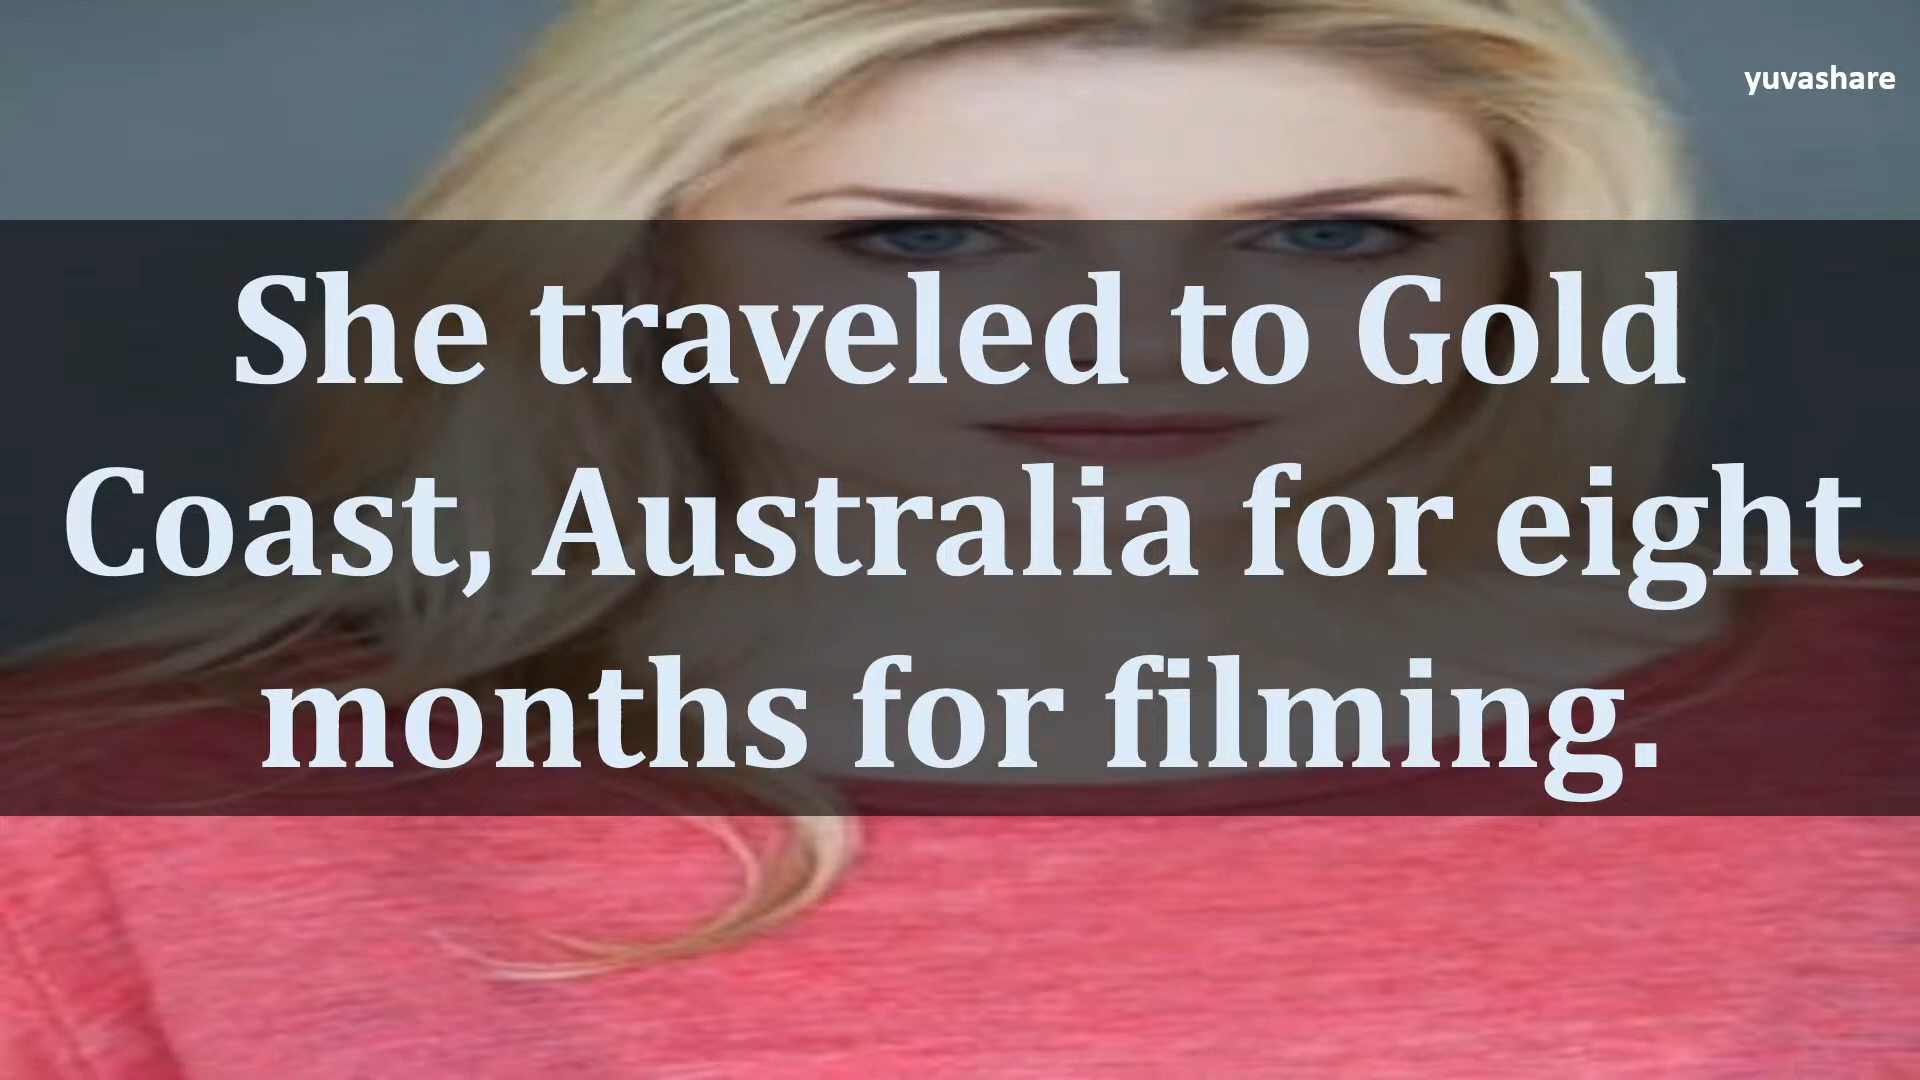 yuvashare
She traveled to Gold
Coast, Australia for eight
months for filming.